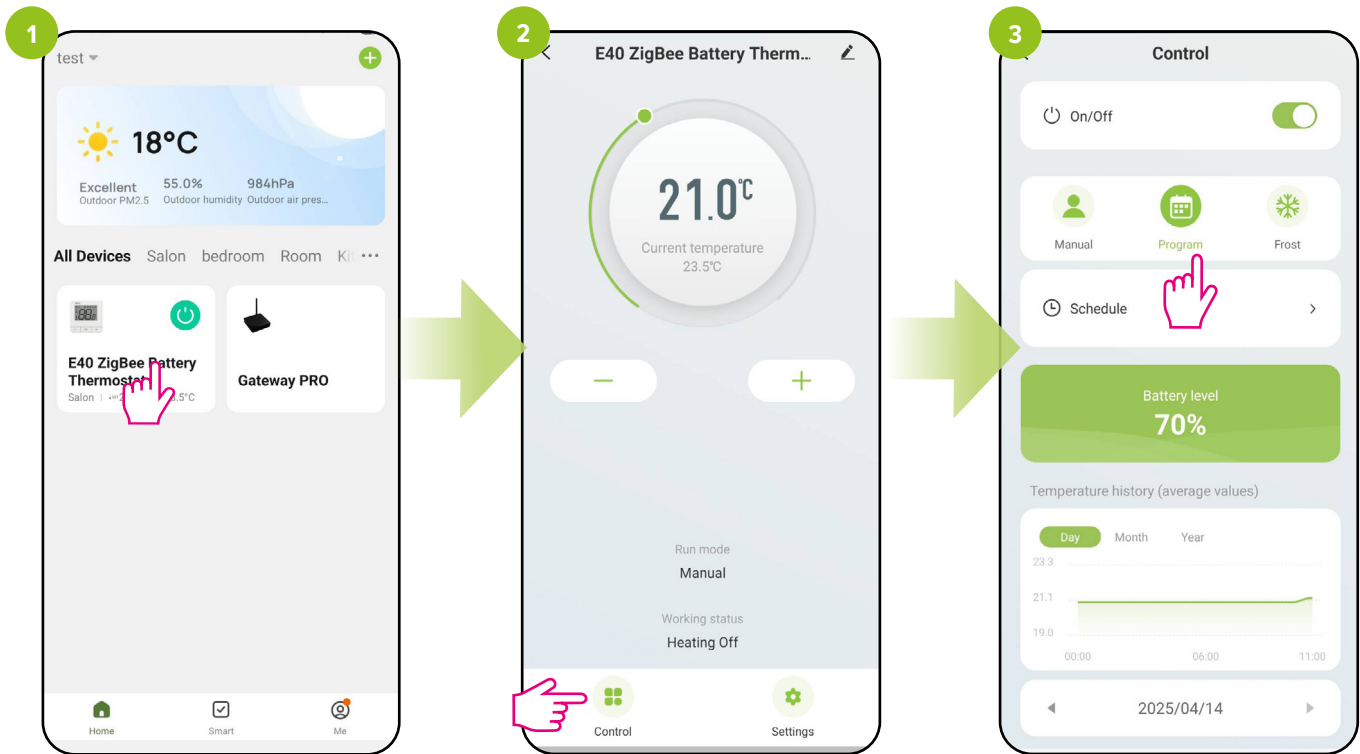 1
test
18°C
Excellent 55.0% 984hPa
Outdoor PM2.5 Outdoor humidity Outdoor air pres...
All Devices Salon bedroom Room
E40 ZigBee Battery
Thermostat
Salon
Gateway PRO
Home Smart Me
2
E40 ZigBee Battery Therm...
21.0°C
Current temperature
23.5°C
Run mode
Manual
Working status
Heating Off
Control Settings
3
Control
On/Off
Manual Program Frost
Schedule
Battery level
70%
Temperature history (average values)
Day Month Year
23.3
21.1
19.0
00:00 06:00 11:00
2025/04/14